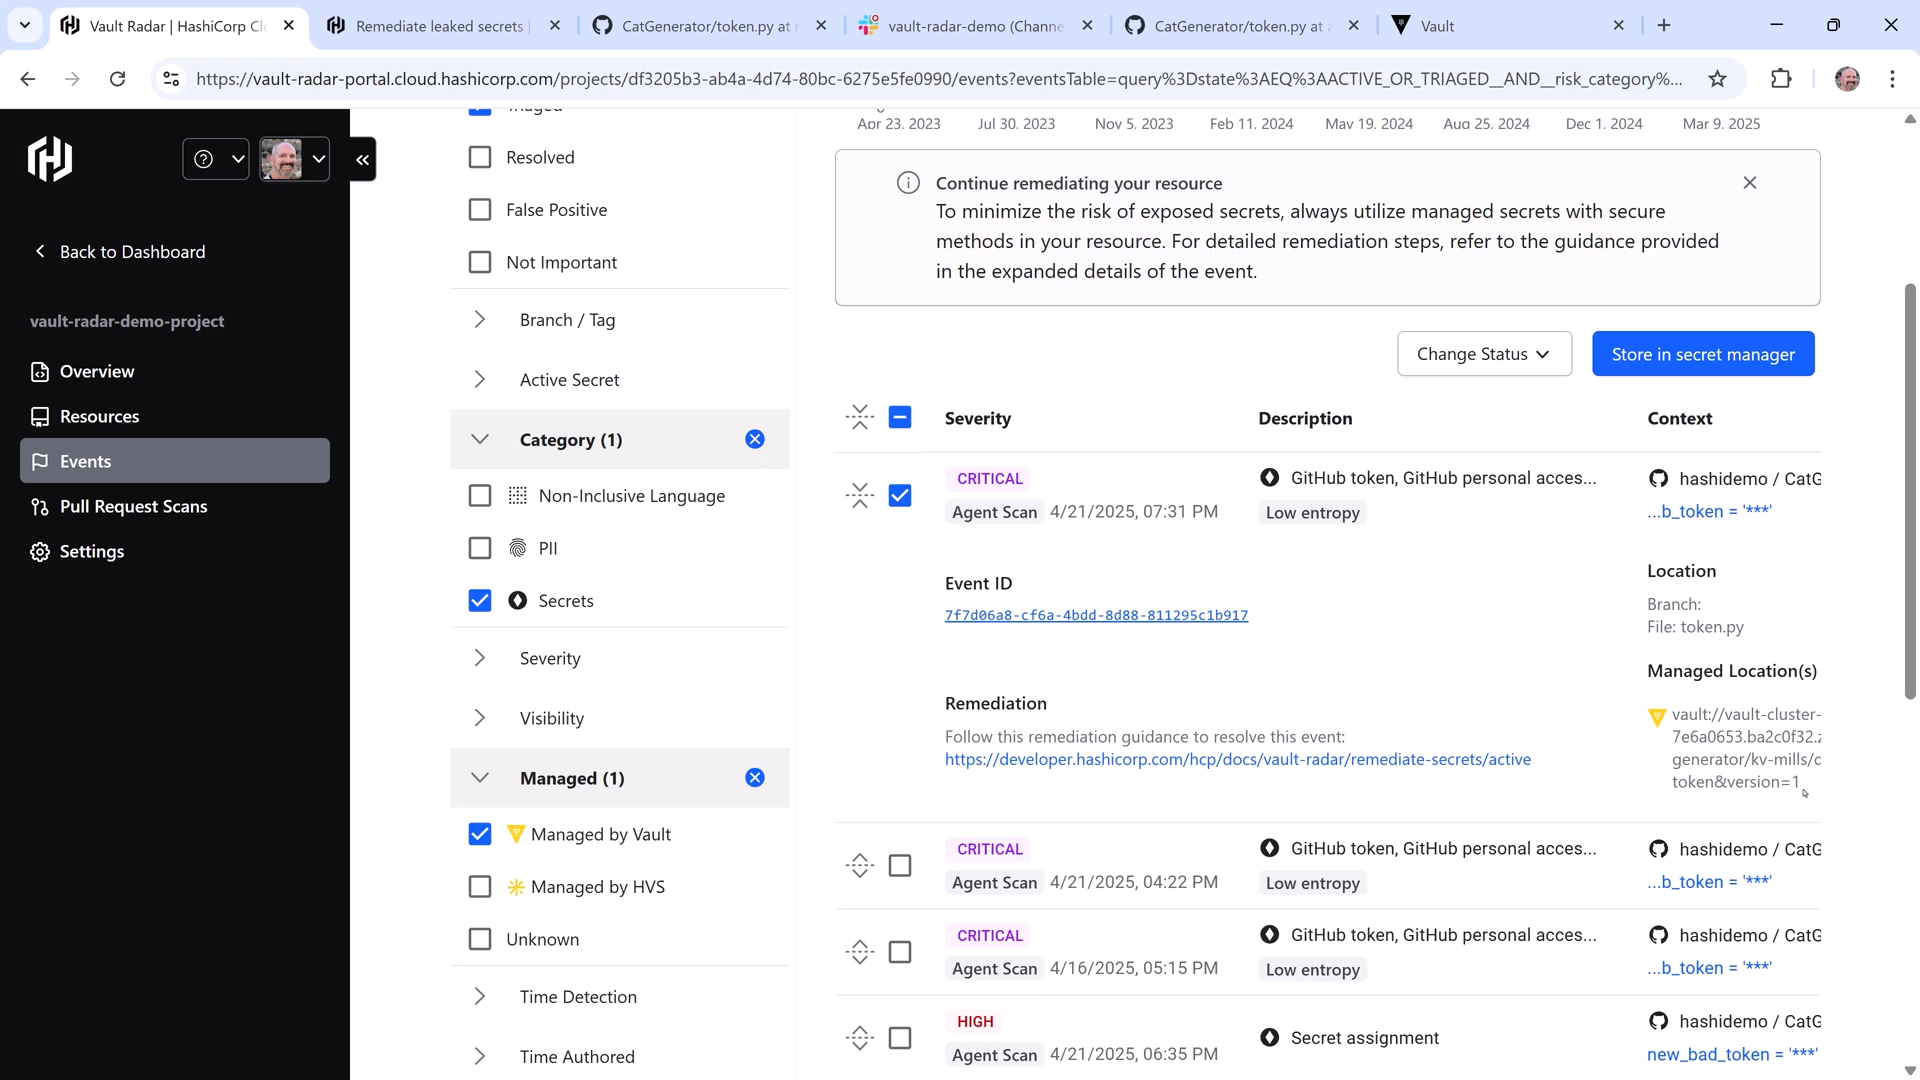 Vault Radar | HashiCorp Clo
Remediate leaked secrets |
CatGenerator/token.py at
vault-radar-demo (Channe
CatGenerator/token.py at
Vault
https://vault-radar-portal.cloud.hashicorp.com/projects/df3205b3-ab4a-4d74-80bc-6275e5fe0990/events?eventsTable=query%3Dstate%3AEQ%3AACTIVE_OR_TRIAGED__AND__risk_category%...
Back to Dashboard
vault-radar-demo-project
Overview
Resources
Events
Pull Request Scans
Settings
Triaged
Resolved
False Positive
Not Important
Branch / Tag
Active Secret
Category (1)
Non-Inclusive Language
PII
Secrets
Severity
Visibility
Managed (1)
Managed by Vault
Managed by HVS
Unknown
Time Detection
Time Authored
Apr 23, 2023
Jul 30, 2023
Nov 5, 2023
Feb 11, 2024
May 19, 2024
Aug 25, 2024
Dec 1, 2024
Mar 9, 2025
Continue remediating your resource
To minimize the risk of exposed secrets, always utilize managed secrets with secure
methods in your resource. For detailed remediation steps, refer to the guidance provided
in the expanded details of the event.
Change Status
Store in secret manager
Severity
Description
Context
CRITICAL
GitHub token, GitHub personal acces...
hashidemo / CatG
Agent Scan 4/21/2025, 07:31 PM
Low entropy
...b_token = '***'
Event ID
7f7d06a8-cf6a-4bdd-8d88-811295c1b917
Location
Branch:
File: token.py
Managed Location(s)
vault://vault-cluster-
7e6a0653.ba2c0f32.z
generator/kv-mills/c
token&version=1
Remediation
Follow this remediation guidance to resolve this event:
https://developer.hashicorp.com/hcp/docs/vault-radar/remediate-secrets/active
CRITICAL
GitHub token, GitHub personal acces...
hashidemo / CatG
Agent Scan 4/21/2025, 04:22 PM
Low entropy
...b_token = '***'
CRITICAL
GitHub token, GitHub personal acces...
hashidemo / CatG
Agent Scan 4/16/2025, 05:15 PM
Low entropy
...b_token = '***'
HIGH
Secret assignment
hashidemo / CatG
Agent Scan 4/21/2025, 06:35 PM
new_bad_token = '***'